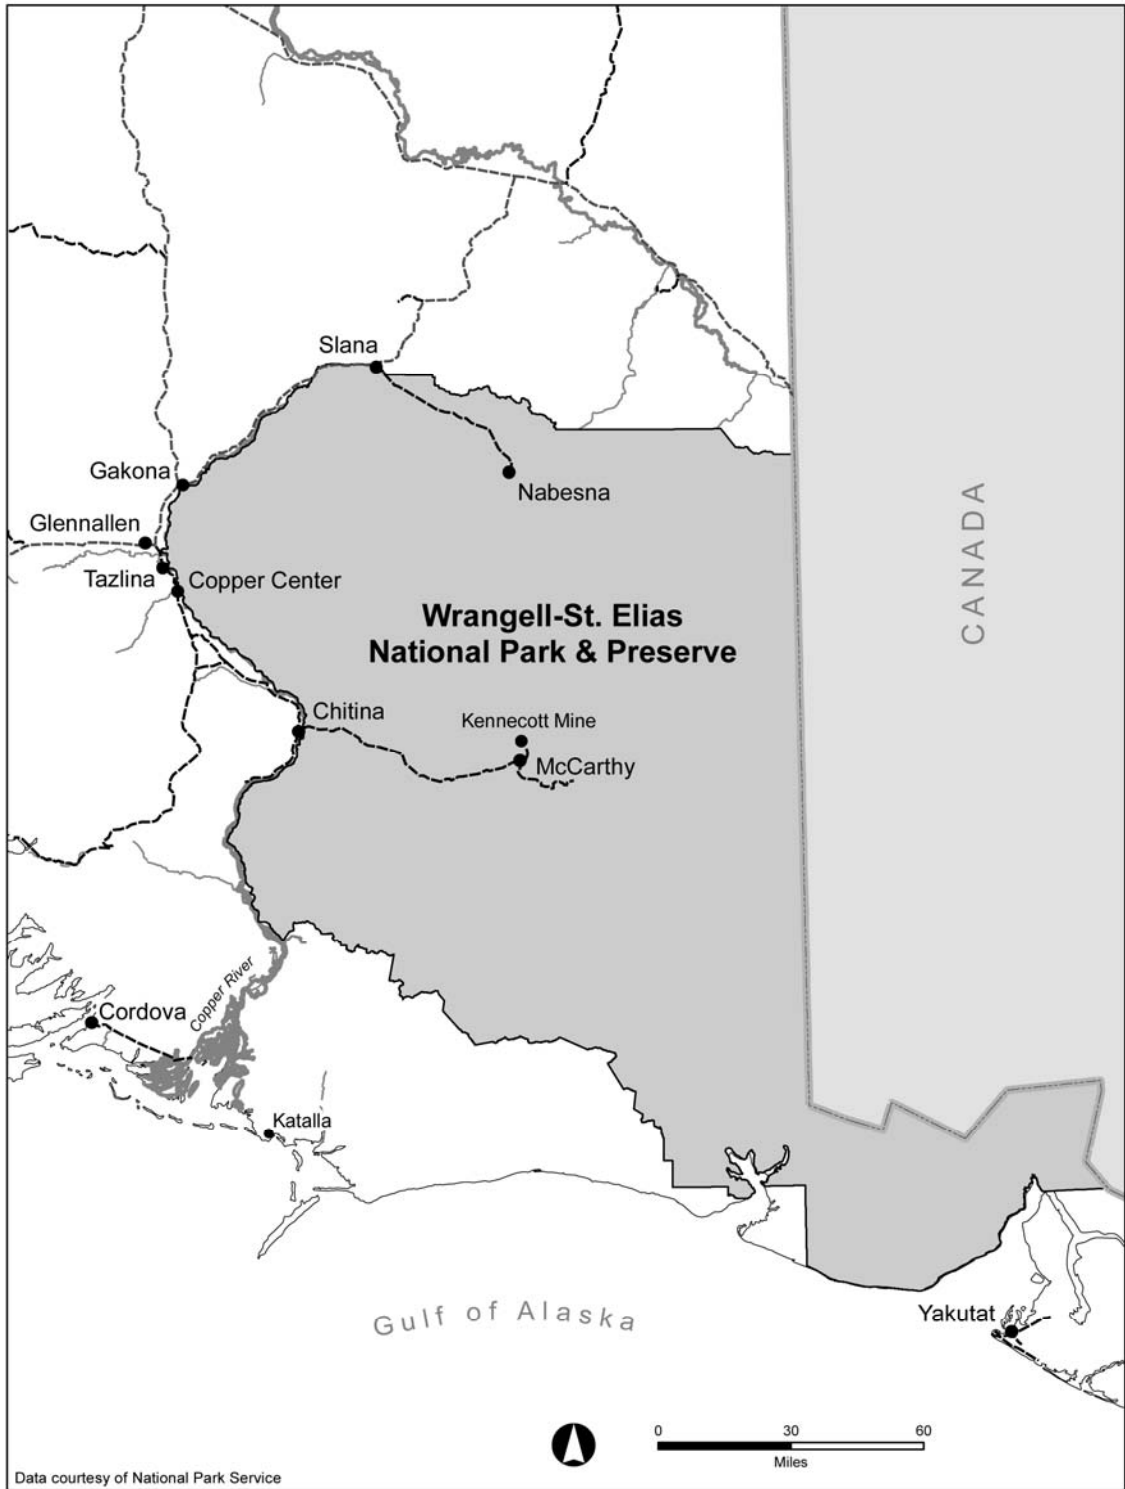 Slana
Gakona
Nabesna
Glennallen
Tazlina
Copper Center
CANADA
Wrangell-St. Elias
National Park & Preserve
Chitina
Kennecott Mine
McCarthy
Copper River
Cordova
Katalla
Gulf of Alaska
Yakutat
0 30 60
Miles
Data courtesy of National Park Service